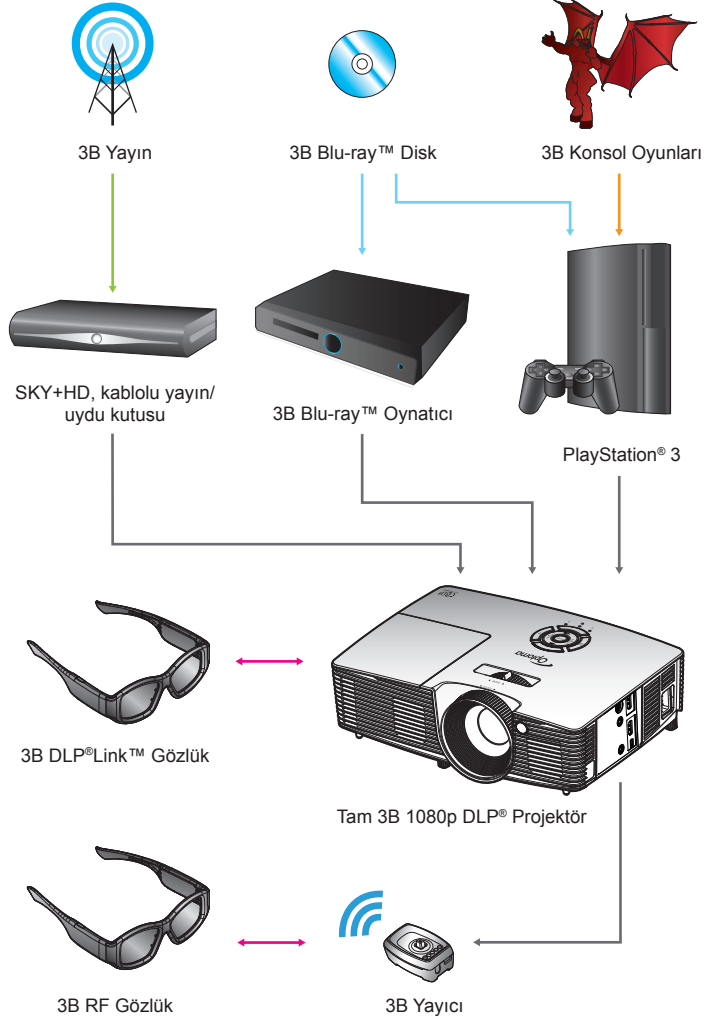 3B Yayın
3B Blu-ray™ Disk
3B Konsol Oyunları
SKY+HD, kablolu yayın/
uydu kutusu
3B Blu-ray™ Oynatıcı
PlayStation® 3
Optoma
3B DLP®Link™ Gözlük
Tam 3B 1080p DLP® Projektör
3B RF Gözlük
3B Yayıcı